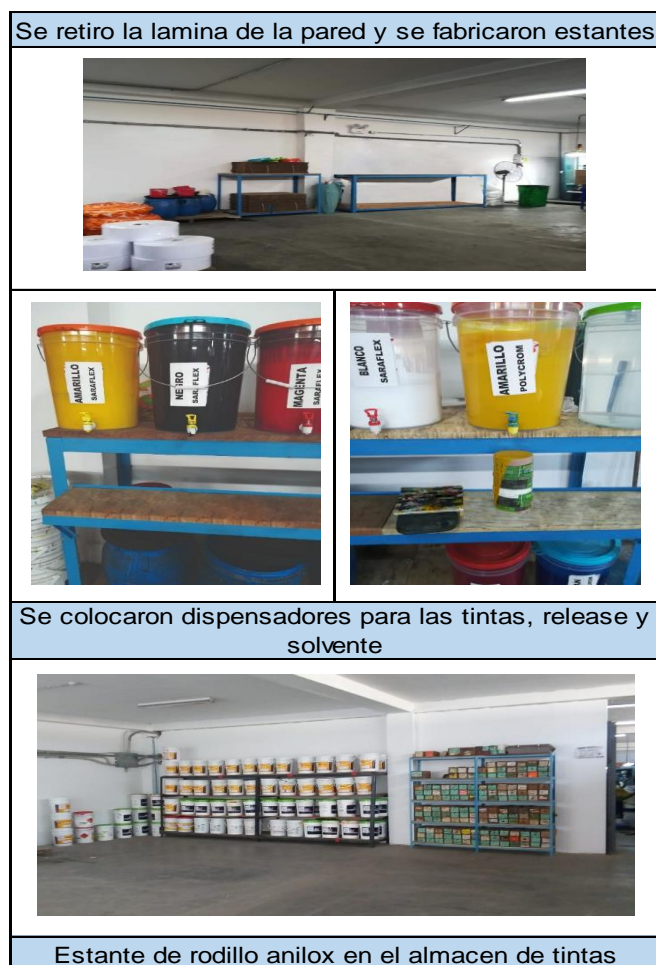 Se retiro la lamina de la pared y se fabricaron estantes
AMARILLO
SARAFLEX
NEGRO
SARAFLEX
MAGENTA
SARAFLEX
BLANCO
SARAFLEX
AMARILLO
POLYCROM
Se colocaron dispensadores para las tintas, release y
solvente
Estante de rodillo anilox en el almacen de tintas